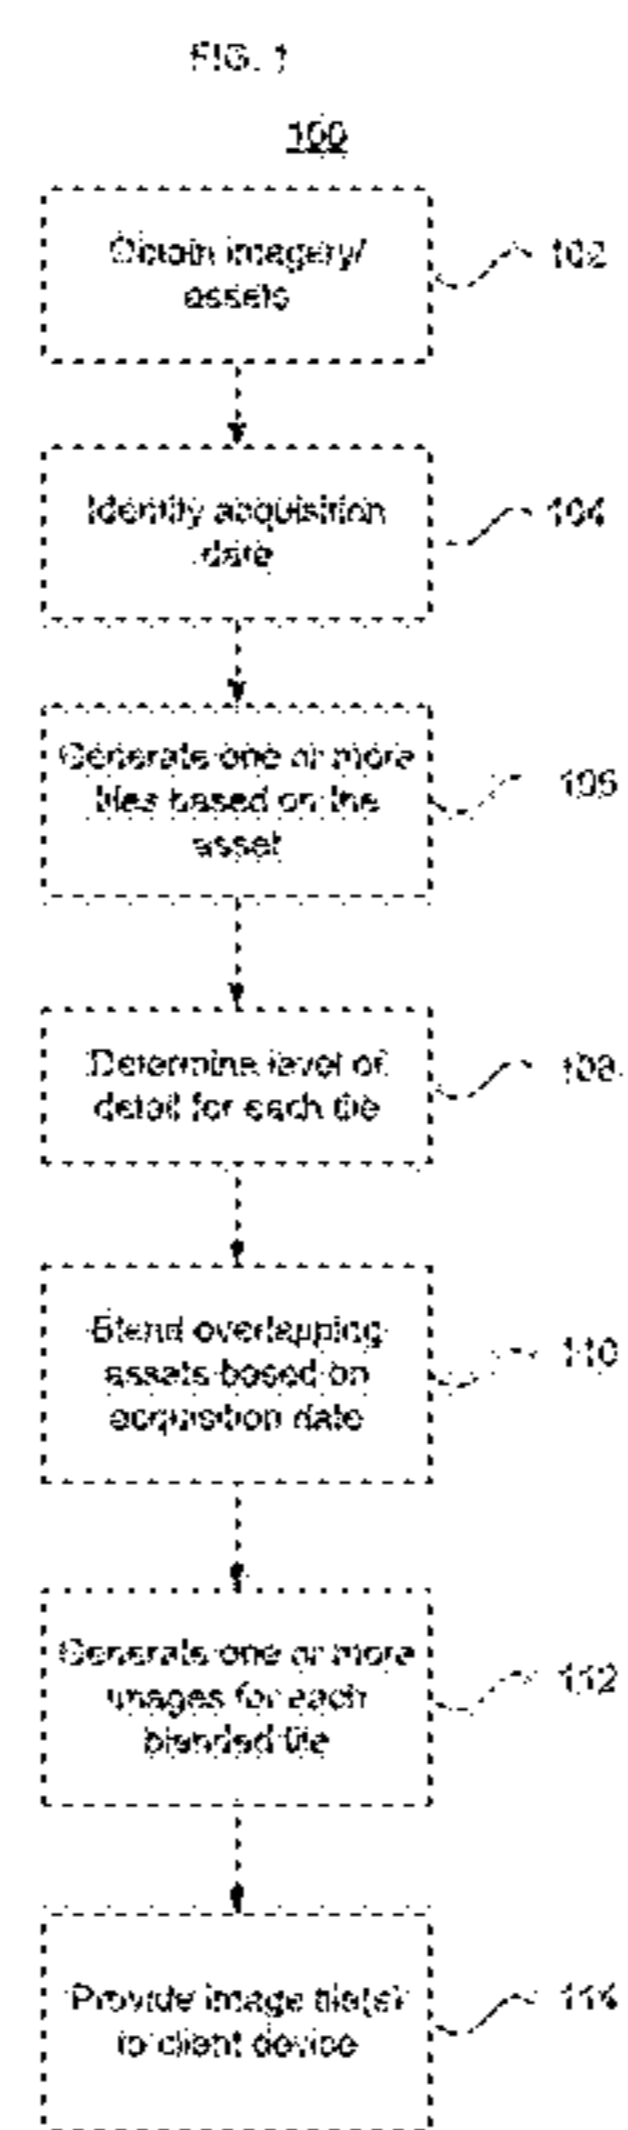 FIG. 1
100
Obtain imagery/
assets
102
Identify acquisition
date
104
Generate one or more
tiles based on the
asset
106
Determine level of
detail for each tile
108
Blend overlapping
assets based on
acquisition date
110
Generate one or more
images for each
blended tile
112
Provide image tile(s)
to client device
114